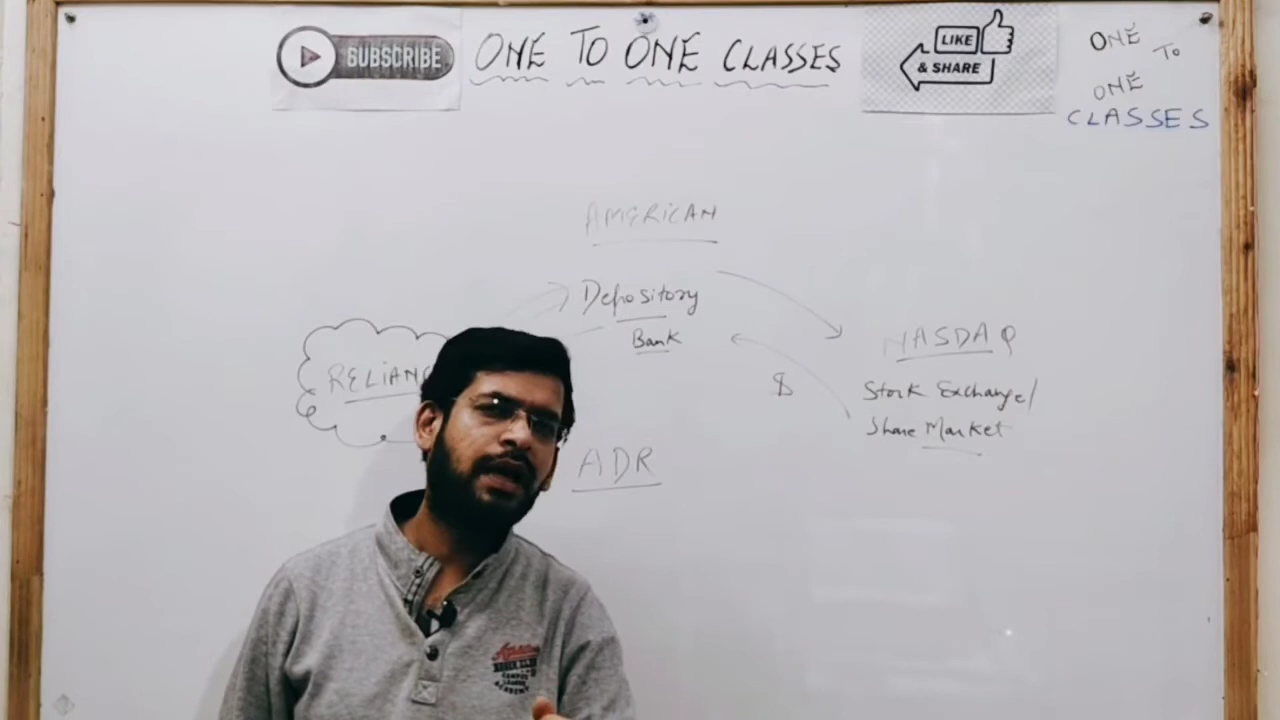 SUBSCRIBE
ONE TO ONE CLASSES
LIKE
& SHARE
ONE
TO
ONE
CLASSES
AMERICAN
Depository
Bank
RELIANC
NASDAQ
$
Stock Exchange/
Share Market
ADR